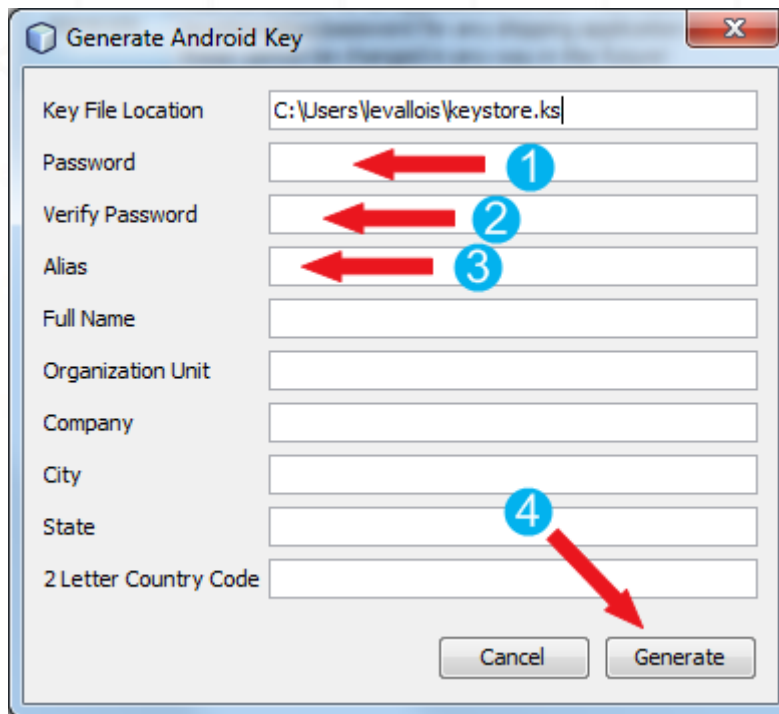 Generate Android Key
Key File Location C:\Users\levallois\keystore.ks
Password 1
Verify Password 2
Alias 3
Full Name
Organization Unit
Company
City
State 4
2 Letter Country Code
Cancel Generate